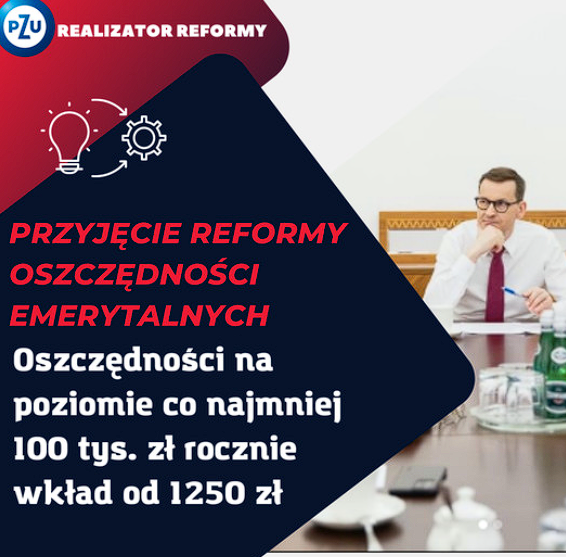 PZU REALIZATOR REFORMY
PRZYJĘCIE REFORMY
OSZCZĘDNOŚCI
EMERYTALNYCH
Oszczędności na
poziomie co najmniej
100 tys. zł rocznie
wkład od 1250 zł